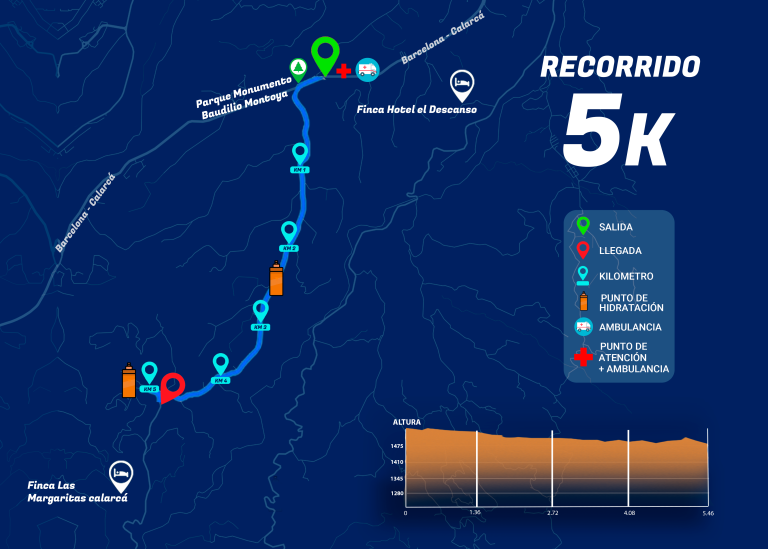 RECORRIDO
5K
Barcelona - Calarcá
Parque Monumento
Baudilio Montoya
Finca Hotel el Descanso
Barcelona - Calarcá
KM 1
KM 2
KM 3
KM 4
KM 5
Finca Las
Margaritas calarcá
SALIDA
LLEGADA
KILOMETRO
PUNTO DE
HIDRATACIÓN
AMBULANCIA
PUNTO DE
ATENCIÓN
+ AMBULANCIA
ALTURA
1475
1410
1345
1280
0
1.36
2.72
4.08
5.46